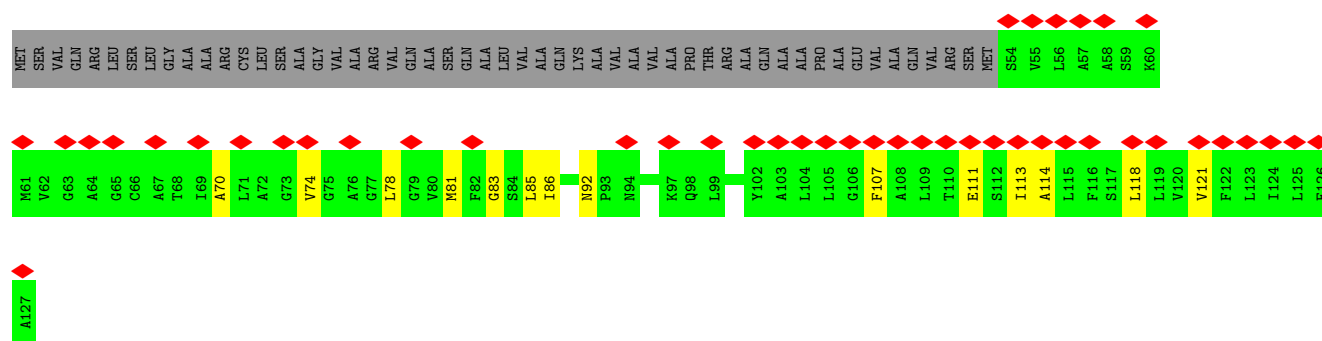 MET SER VAL GLN ARG LEU SER LEU GLY ALA ALA ARG CYS LEU SER ALA GLY VAL ALA ARG VAL GLN ALA SER GLN ALA LEU VAL ALA GLN LYS ALA VAL ALA VAL ALA PRO THR ARG ALA GLN ALA ALA PRO ALA GLU VAL ALA GLN VAL ARG SER MET S54 V55 L56 A57 A58 S59 K60
M61 V62 G63 A64 G65 C66 A67 T68 I69 A70 L71 A72 G73 V74 G75 A76 G77 L78 G79 V80 M81 F82 G83 S84 L85 I86 N92 P93 N94 K97 Q98 L99 Y102 A103 L104 L105 G106 F107 A108 L109 T110 E111 S112 I113 A114 L115 F116 S117 L118 L119 V120 V121 F122 L123 I124 L125 F126
A127